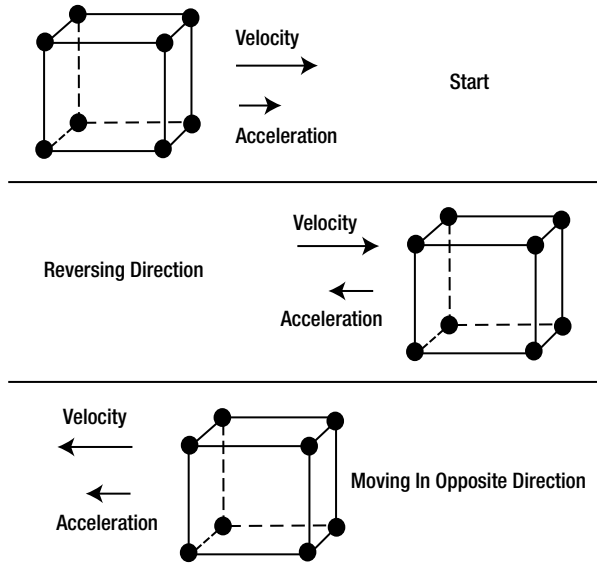 Velocity
Start
Acceleration
Velocity
Reversing Direction
Acceleration
Velocity
Moving In Opposite Direction
Acceleration